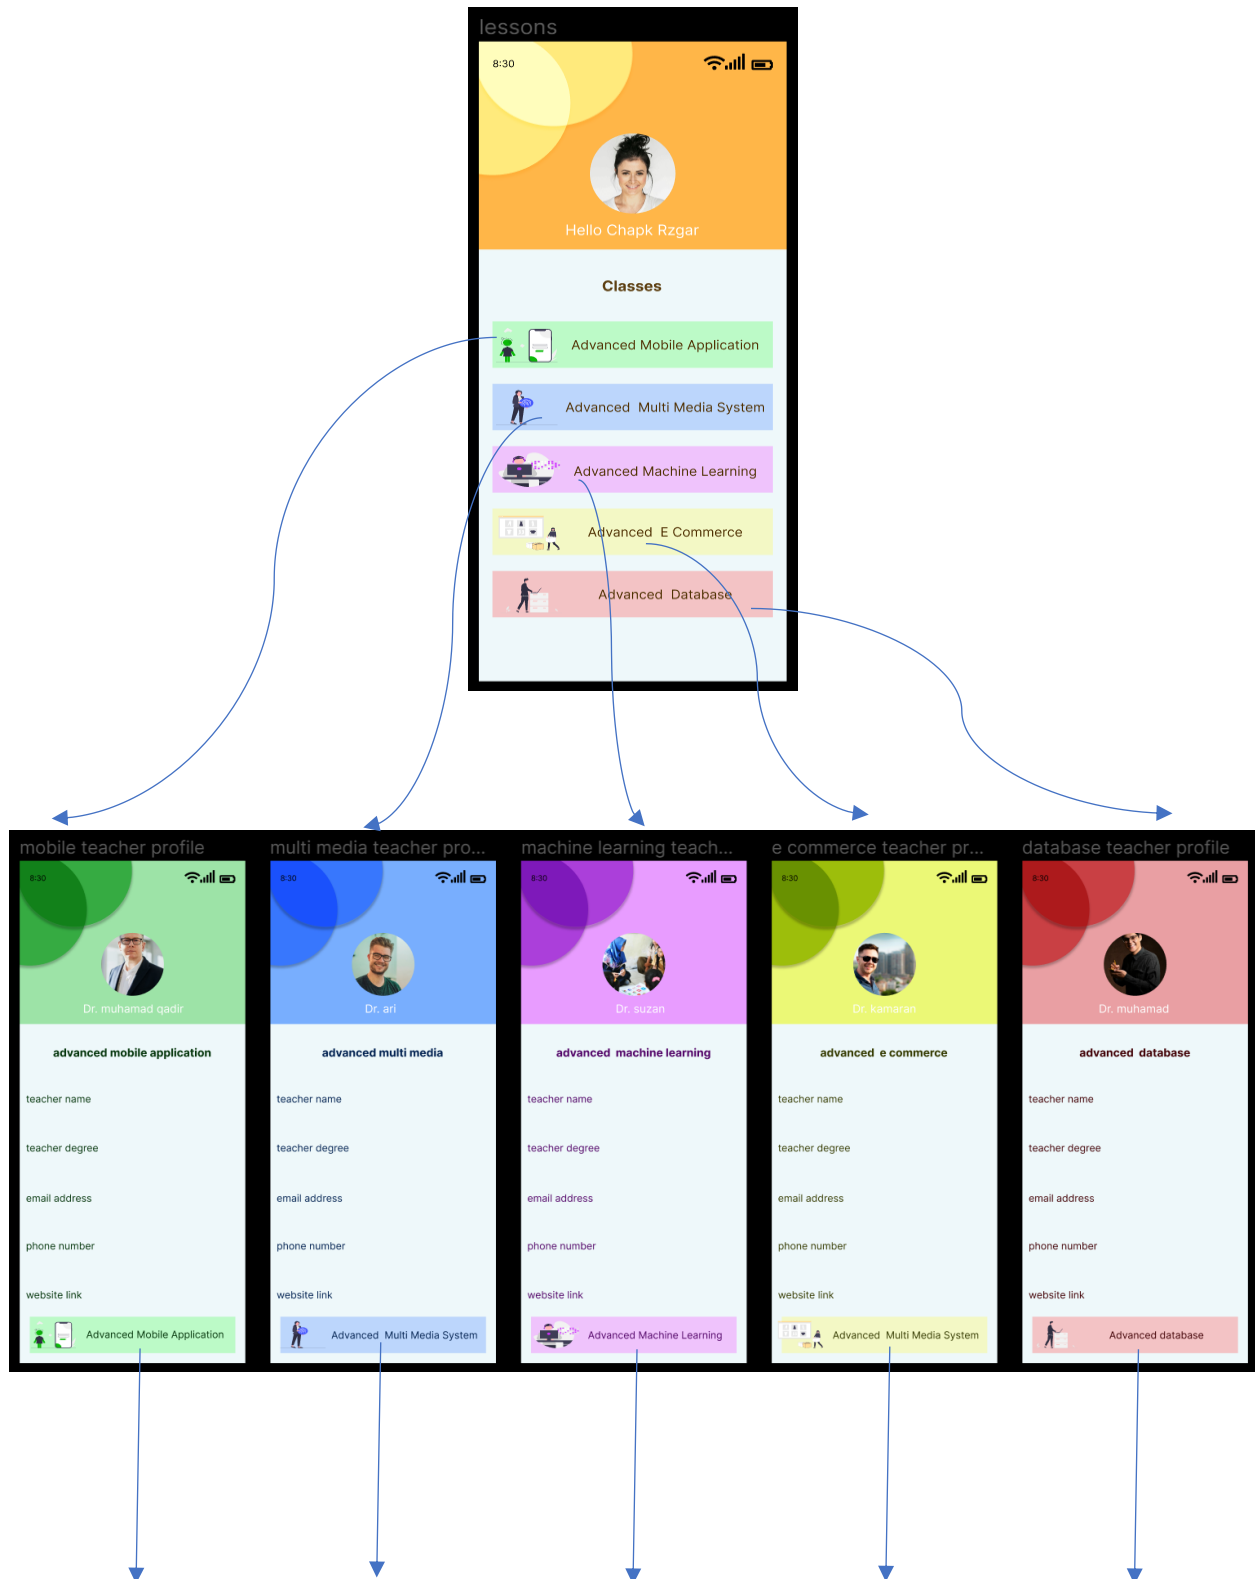 lessons
8:30
Hello Chapk Rzgar
Classes
Advanced Mobile Application
Advanced Multi Media System
Advanced Machine Learning
Advanced E Commerce
Advanced Database
mobile teacher profile
8:30
Dr. muhamad qadir
advanced mobile application
teacher name
teacher degree
email address
phone number
website link
Advanced Mobile Application
multi media teacher pro...
8:30
Dr. ari
advanced multi media
teacher name
teacher degree
email address
phone number
website link
Advanced Multi Media System
machine learning teach...
8:30
Dr. suzan
advanced machine learning
teacher name
teacher degree
email address
phone number
website link
Advanced Machine Learning
e commerce teacher pr...
8:30
Dr. kamaran
advanced e commerce
teacher name
teacher degree
email address
phone number
website link
Advanced Multi Media System
database teacher profile
8:30
Dr. muhamad
advanced database
teacher name
teacher degree
email address
phone number
website link
Advanced database